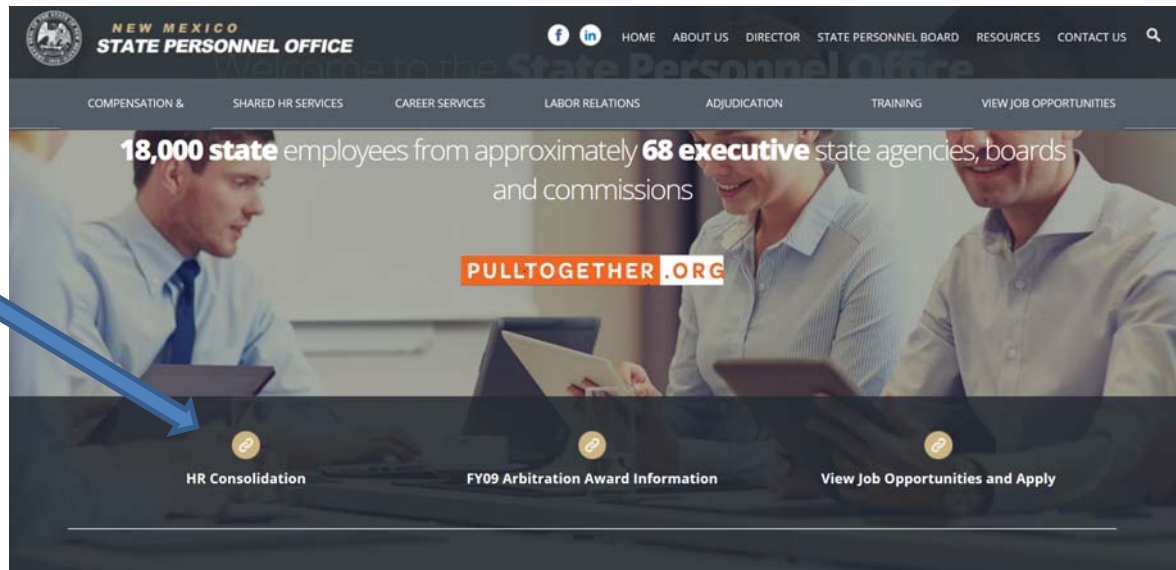 NEW MEXICO
STATE PERSONNEL OFFICE
f in HOME ABOUT US DIRECTOR STATE PERSONNEL BOARD RESOURCES CONTACT US
Welcome to the State Personnel Office
COMPENSATION & SHARED HR SERVICES CAREER SERVICES LABOR RELATIONS ADJUDICATION TRAINING VIEW JOB OPPORTUNITIES
18,000 state employees from approximately 68 executive state agencies, boards
and commissions
PULLTOGETHER.ORG
HR Consolidation FY09 Arbitration Award Information View Job Opportunities and Apply